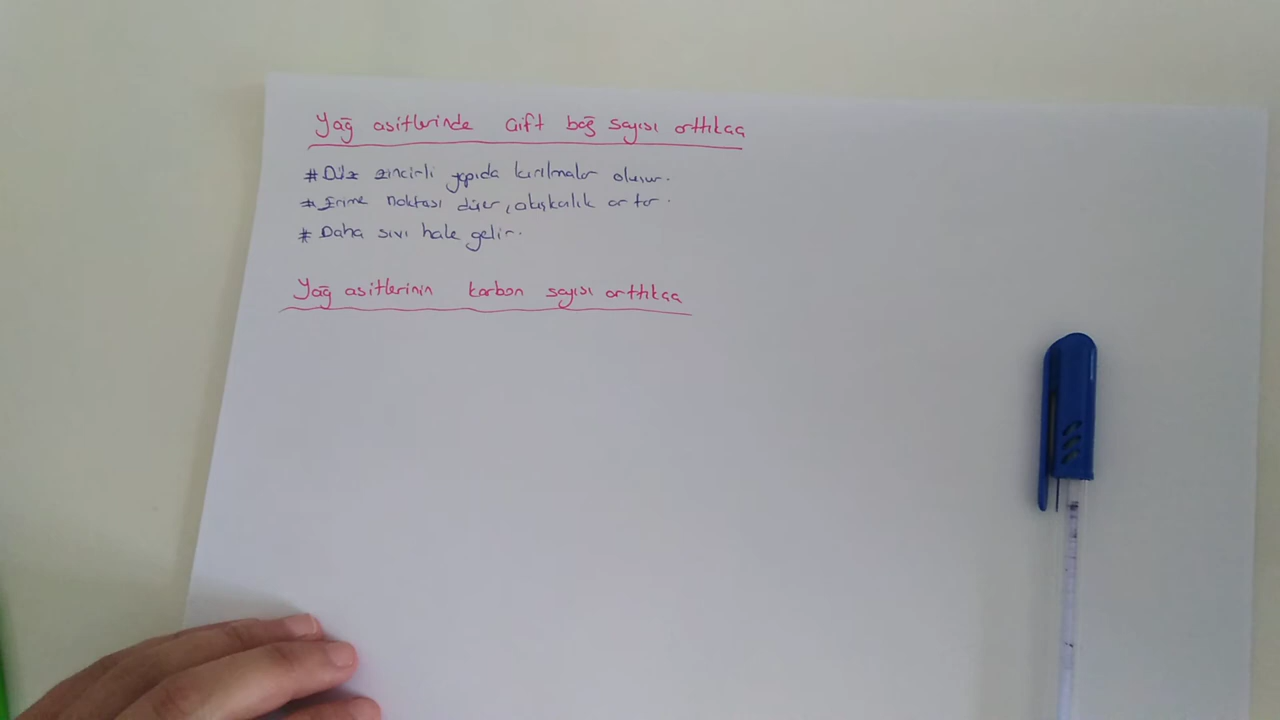 Yağ asitlerinde çift bağ sayısı arttıkça
# Düz zincirli yapıda kırılmalar oluşur.
* Erime noktası düşer, akışkanlık artar.
# Daha sıvı hale gelir.
Yağ asitlerinin karbon sayısı arttıkça